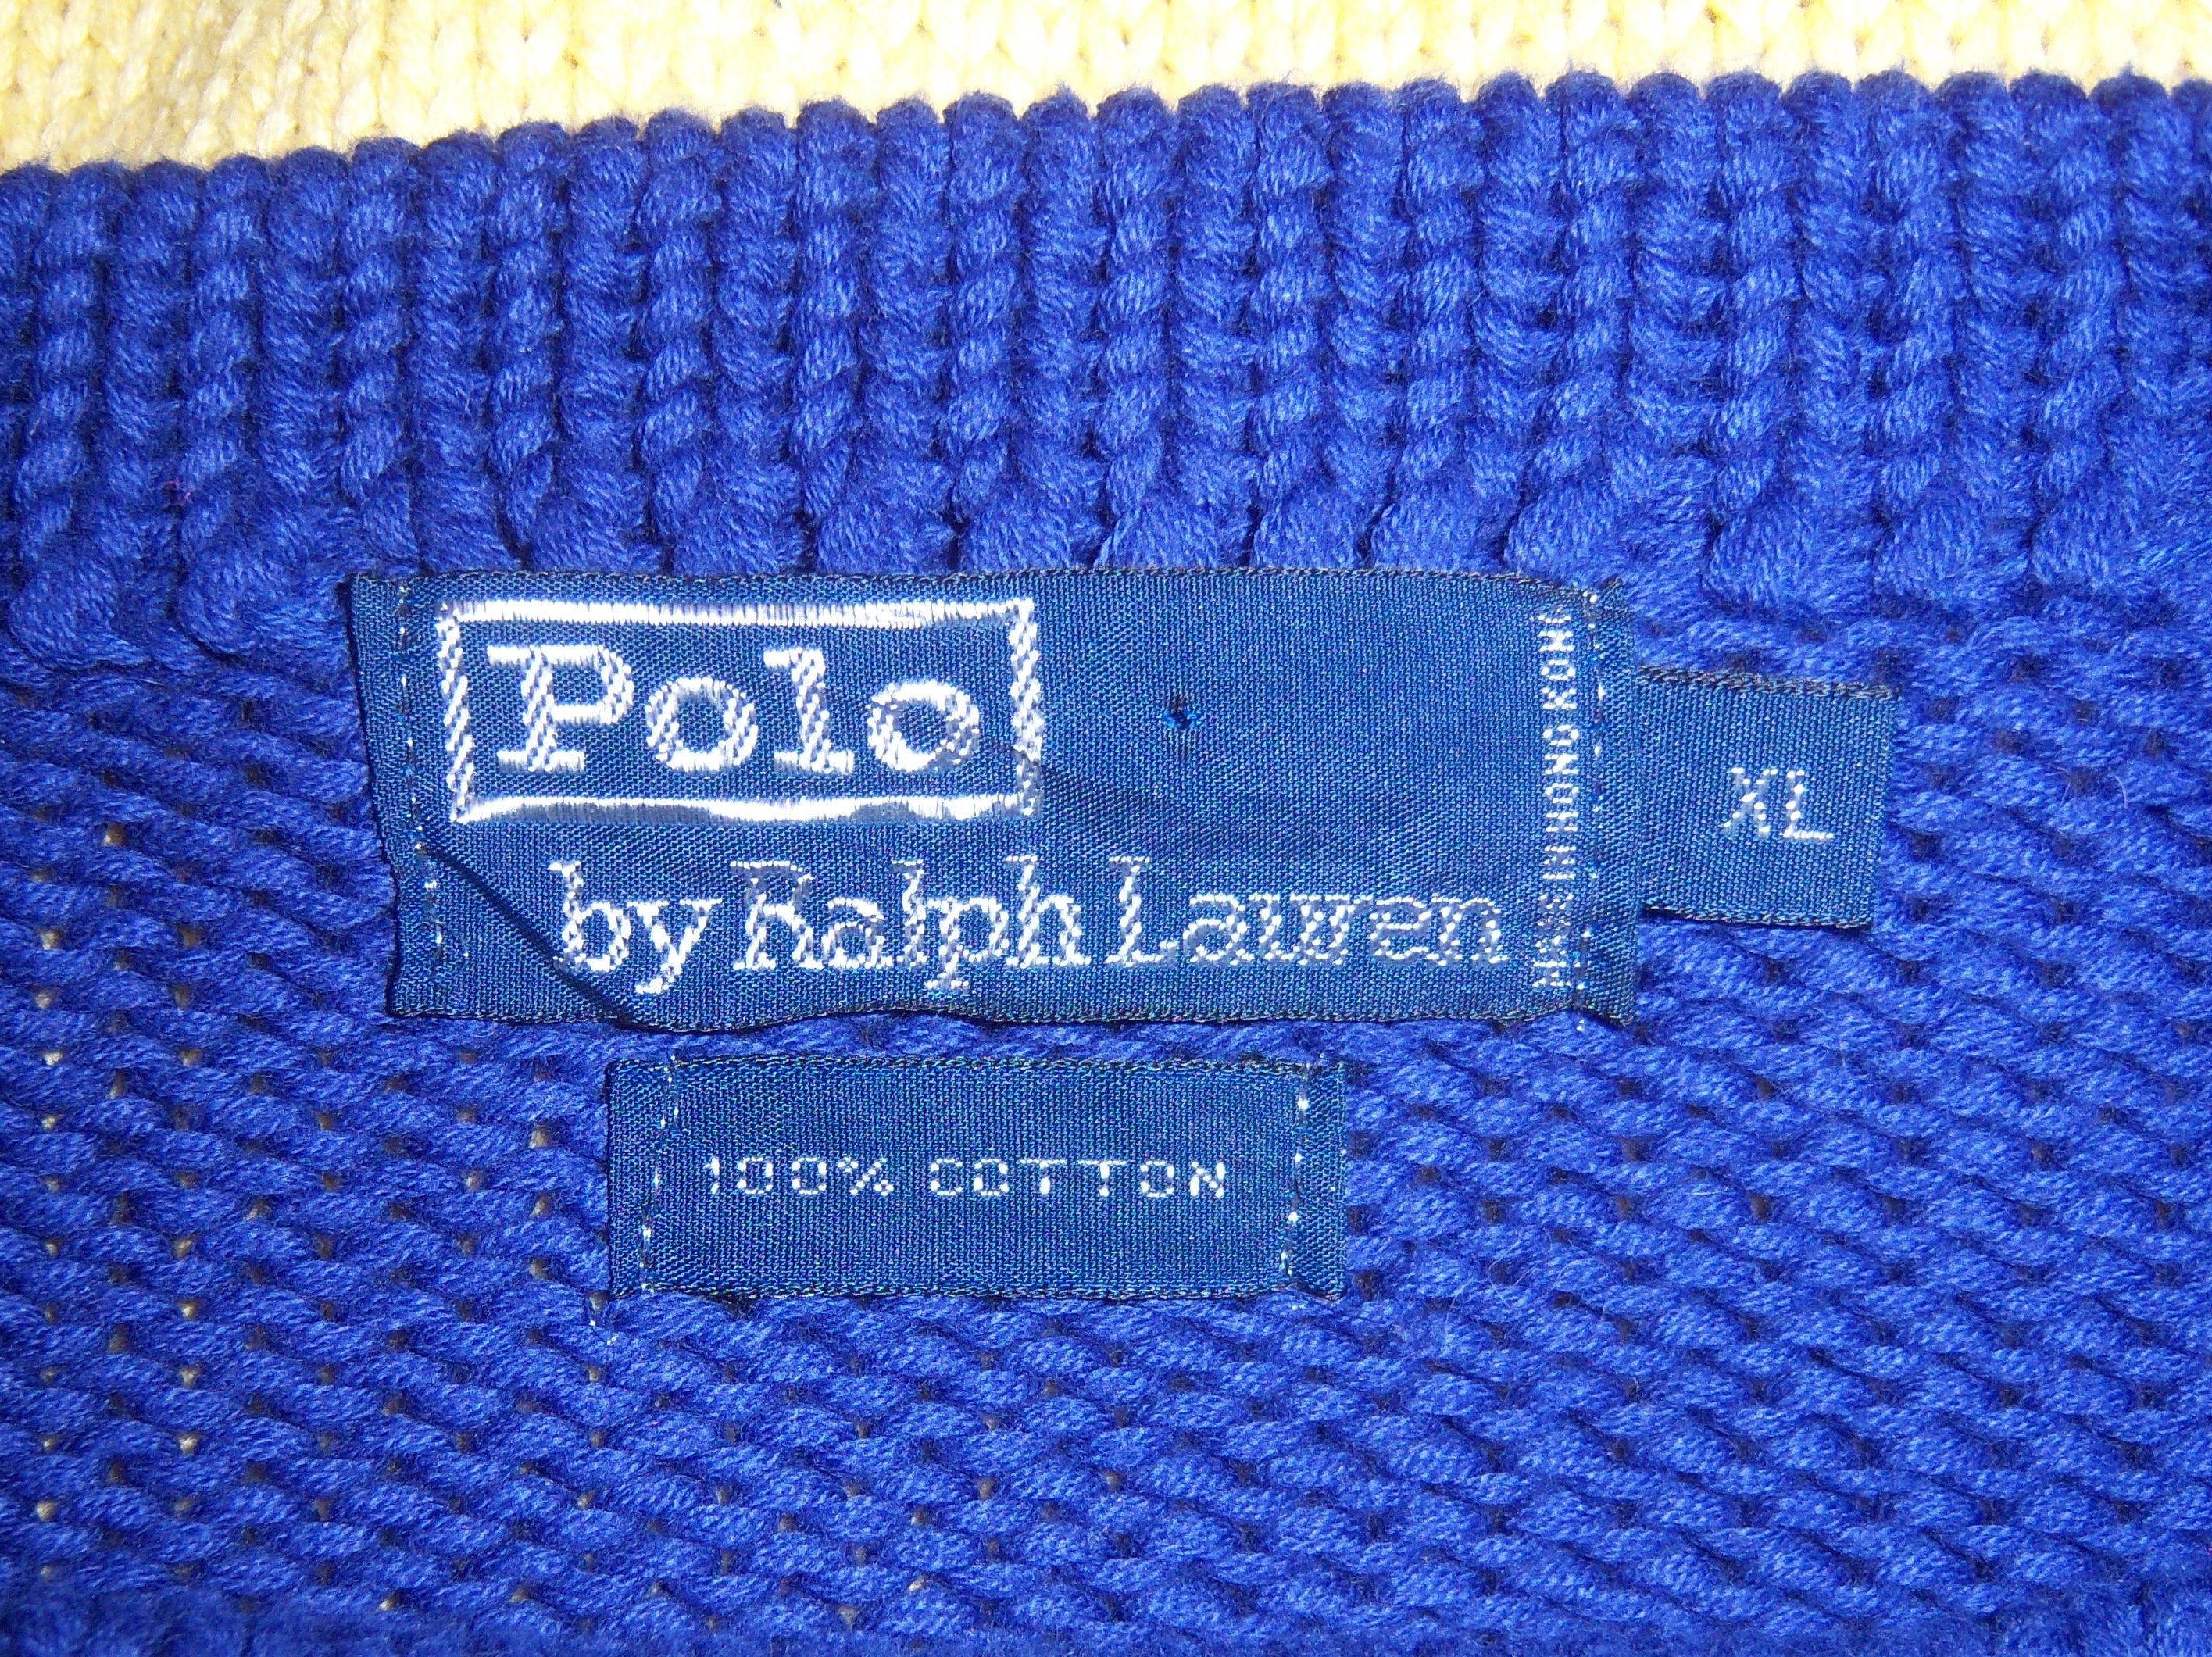 Polo
by Ralph Lauren
MADE IN HONG KONG
XL
100% COTTON